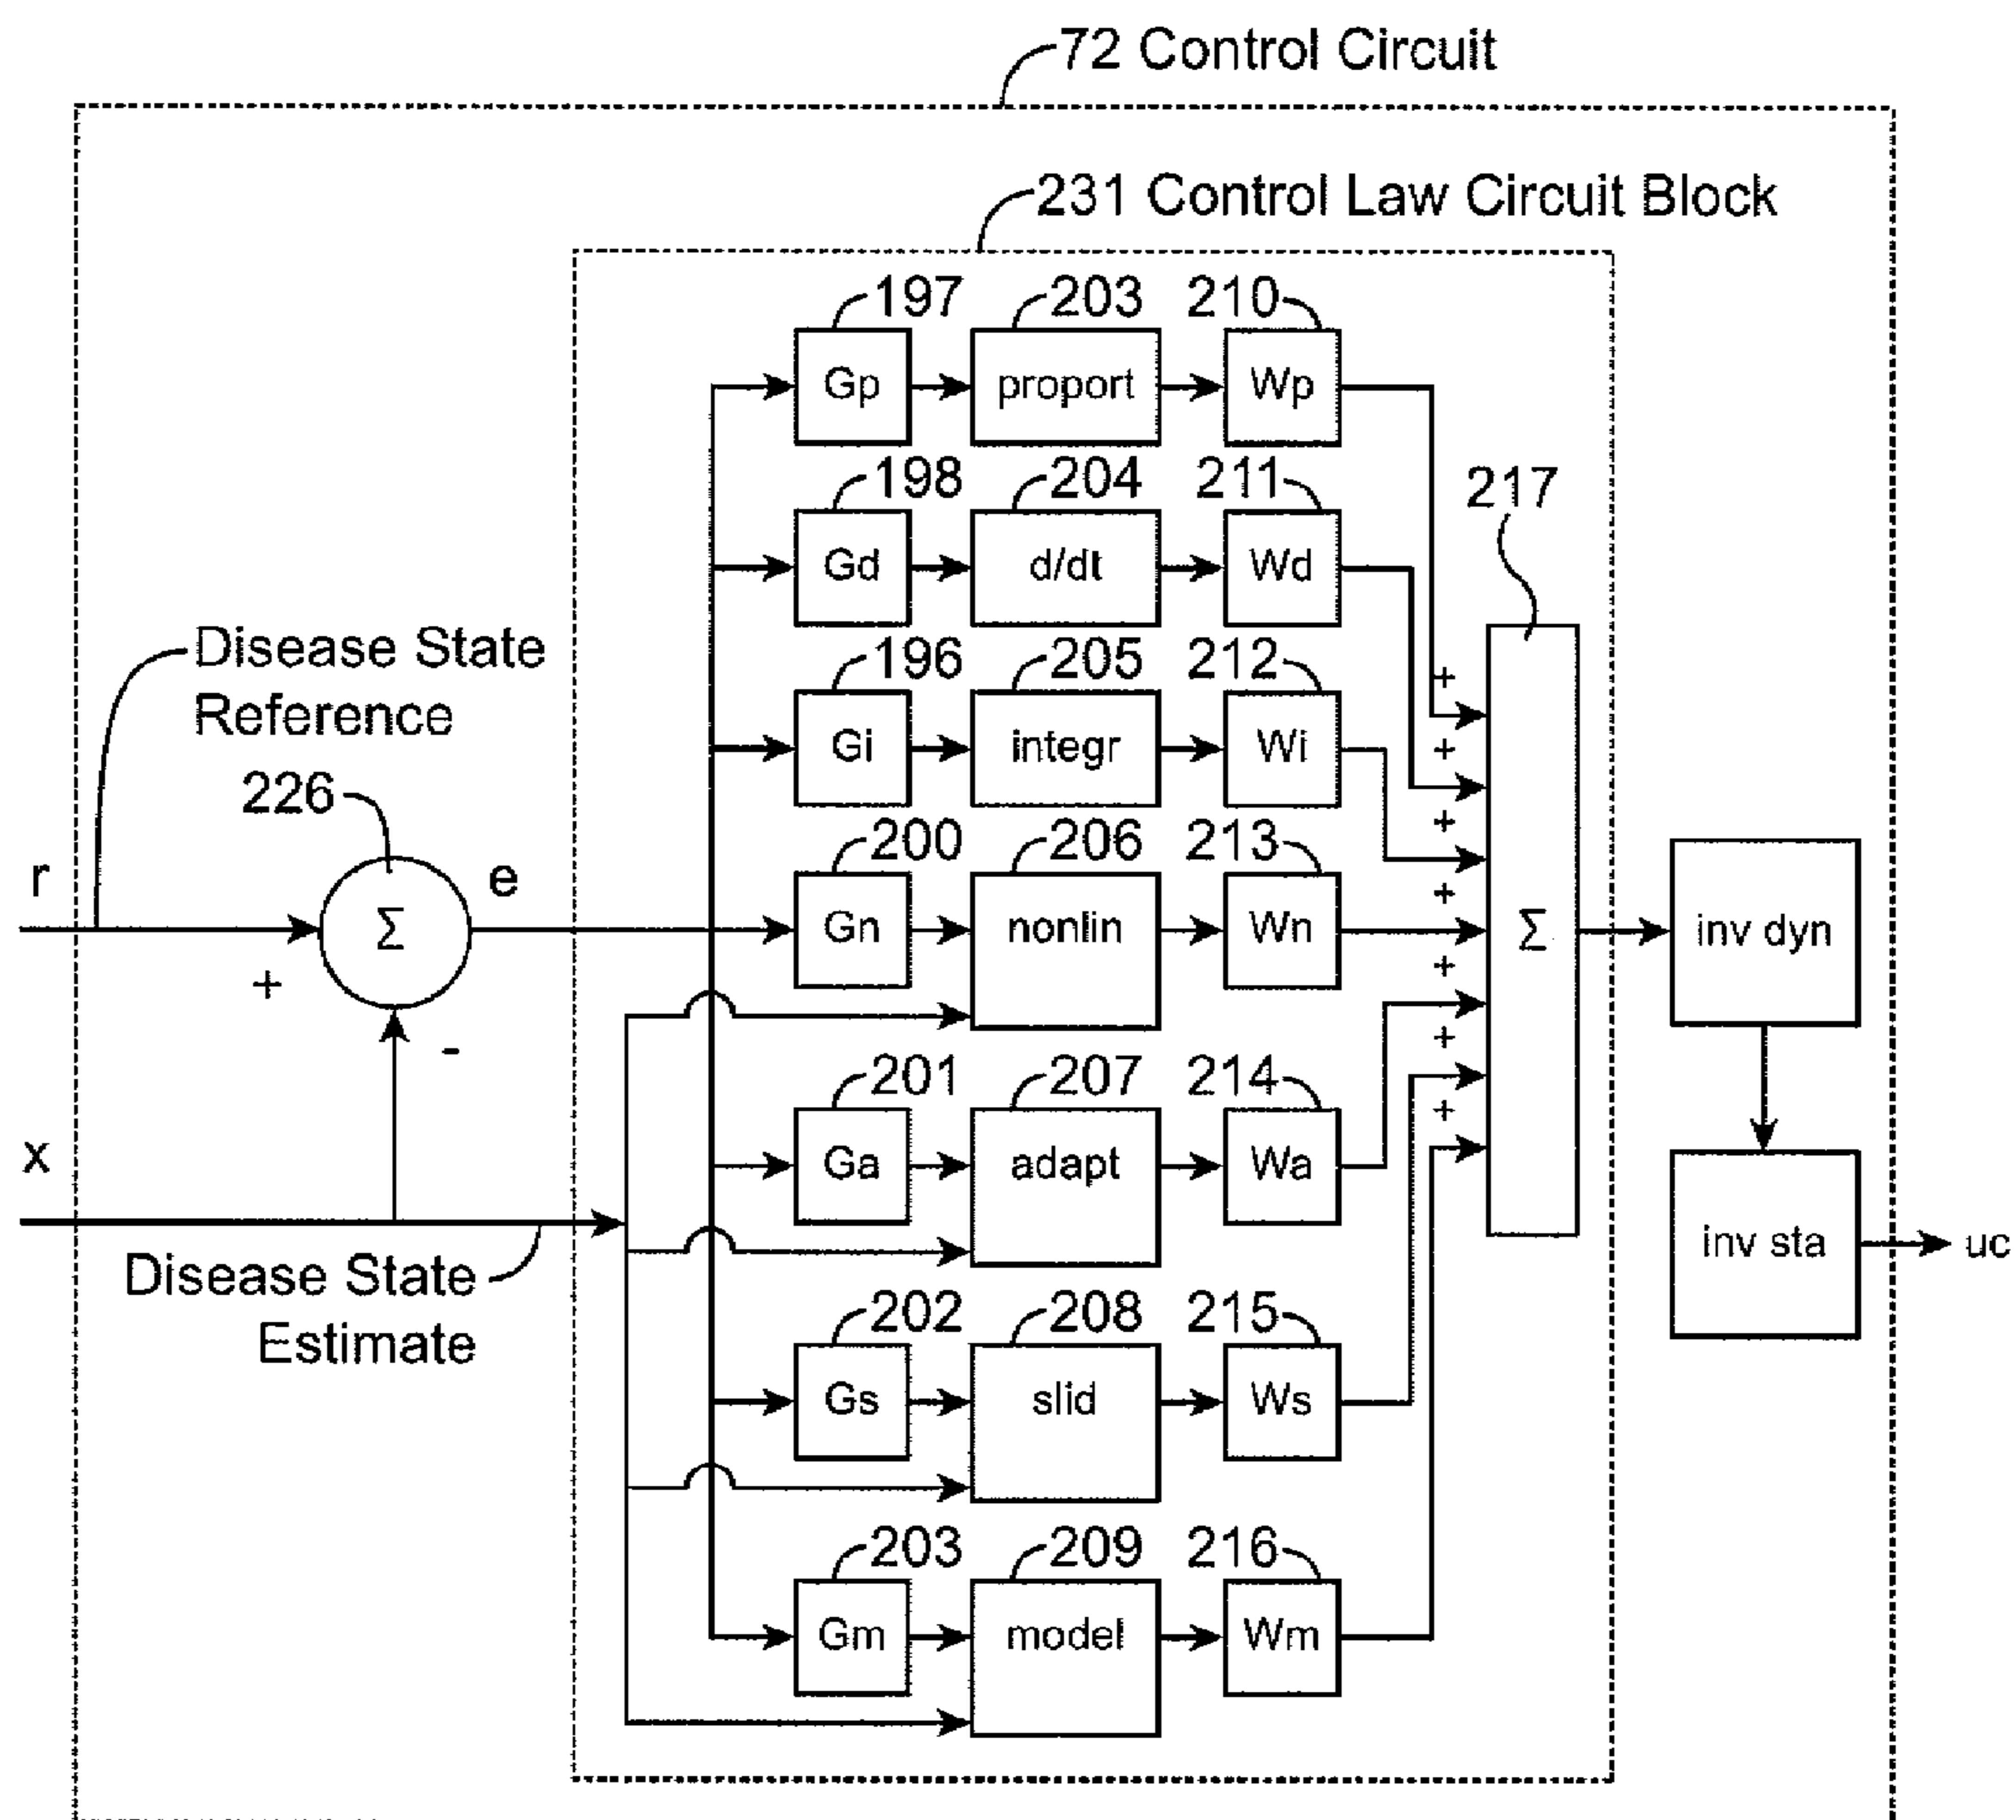 72 Control Circuit
231 Control Law Circuit Block
197
203
210
Gp
proport
Wp
198
204
211
217
Gd
d/dt
Wd
Disease State
Reference
196
205
212
+
Gi
integr
Wi
+
226
+
200
206
213
r
e
+
Σ
Gn
nonlin
Wn
Σ
inv dyn
+
+
-
+
201
207
214
+
x
Ga
adapt
Wa
Disease State
Estimate
inv sta
uc
202
208
215
Gs
slid
Ws
203
209
216
Gm
model
Wm